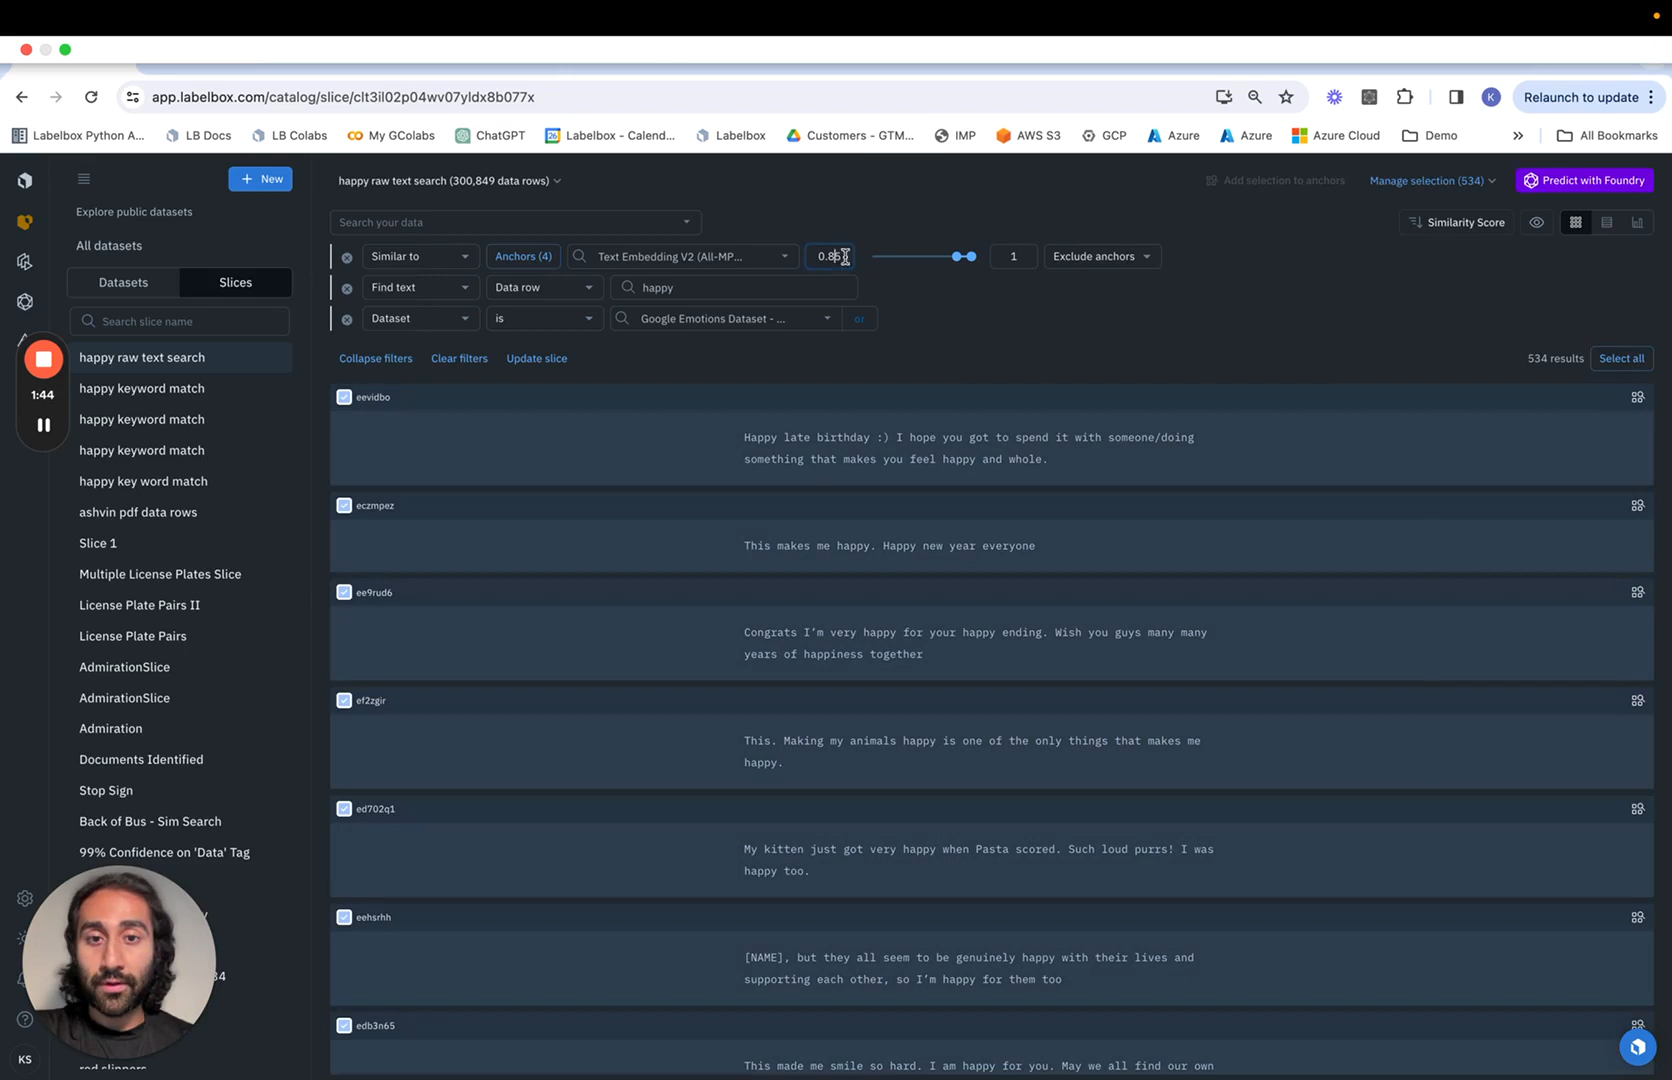 app.labelbox.com/catalog/slice/clt3il02p04wv07yldx8b077x
K
Relaunch to update
Labelbox Python A...
LB Docs
LB Colabs
My GColabs
ChatGPT
Labelbox - Calend...
Labelbox
Customers - GTM...
IMP
AWS S3
GCP
Azure
Azure
Azure Cloud
Demo
All Bookmarks
New
Explore public datasets
All datasets
Datasets
Slices
Search slice name
happy raw text search
happy keyword match
happy keyword match
happy keyword match
happy key word match
ashvin pdf data rows
Slice 1
Multiple License Plates Slice
License Plate Pairs II
License Plate Pairs
AdmirationSlice
AdmirationSlice
Admiration
Documents Identified
Stop Sign
Back of Bus - Sim Search
99% Confidence on 'Data' Tag
1:44
KS
happy raw text search (300,849 data rows)
Add selection to anchors
Manage selection (534)
Predict with Foundry
Search your data
Similarity Score
Similar to
Anchors (4)
Text Embedding V2 (All-MP...
1
Exclude anchors
Find text
Data row
happy
Dataset
is
Google Emotions Dataset - ...
or
Collapse filters
Clear filters
Update slice
534 results
Select all
eevidbo
Happy late birthday :) I hope you got to spend it with someone/doing
something that makes you feel happy and whole.
eczmpez
This makes me happy. Happy new year everyone
ee9rud6
Congrats I'm very happy for your happy ending. Wish you guys many many
years of happiness together
ef2zgir
This. Making my animals happy is one of the only things that makes me
happy.
ed702q1
My kitten just got very happy when Pasta scored. Such loud purrs! I was
happy too.
eehsrhh
[NAME], but they all seem to be genuinely happy with their lives and
supporting each other, so I'm happy for them too
edb3n65
This made me smile so hard. I am happy for you. May we all find our own